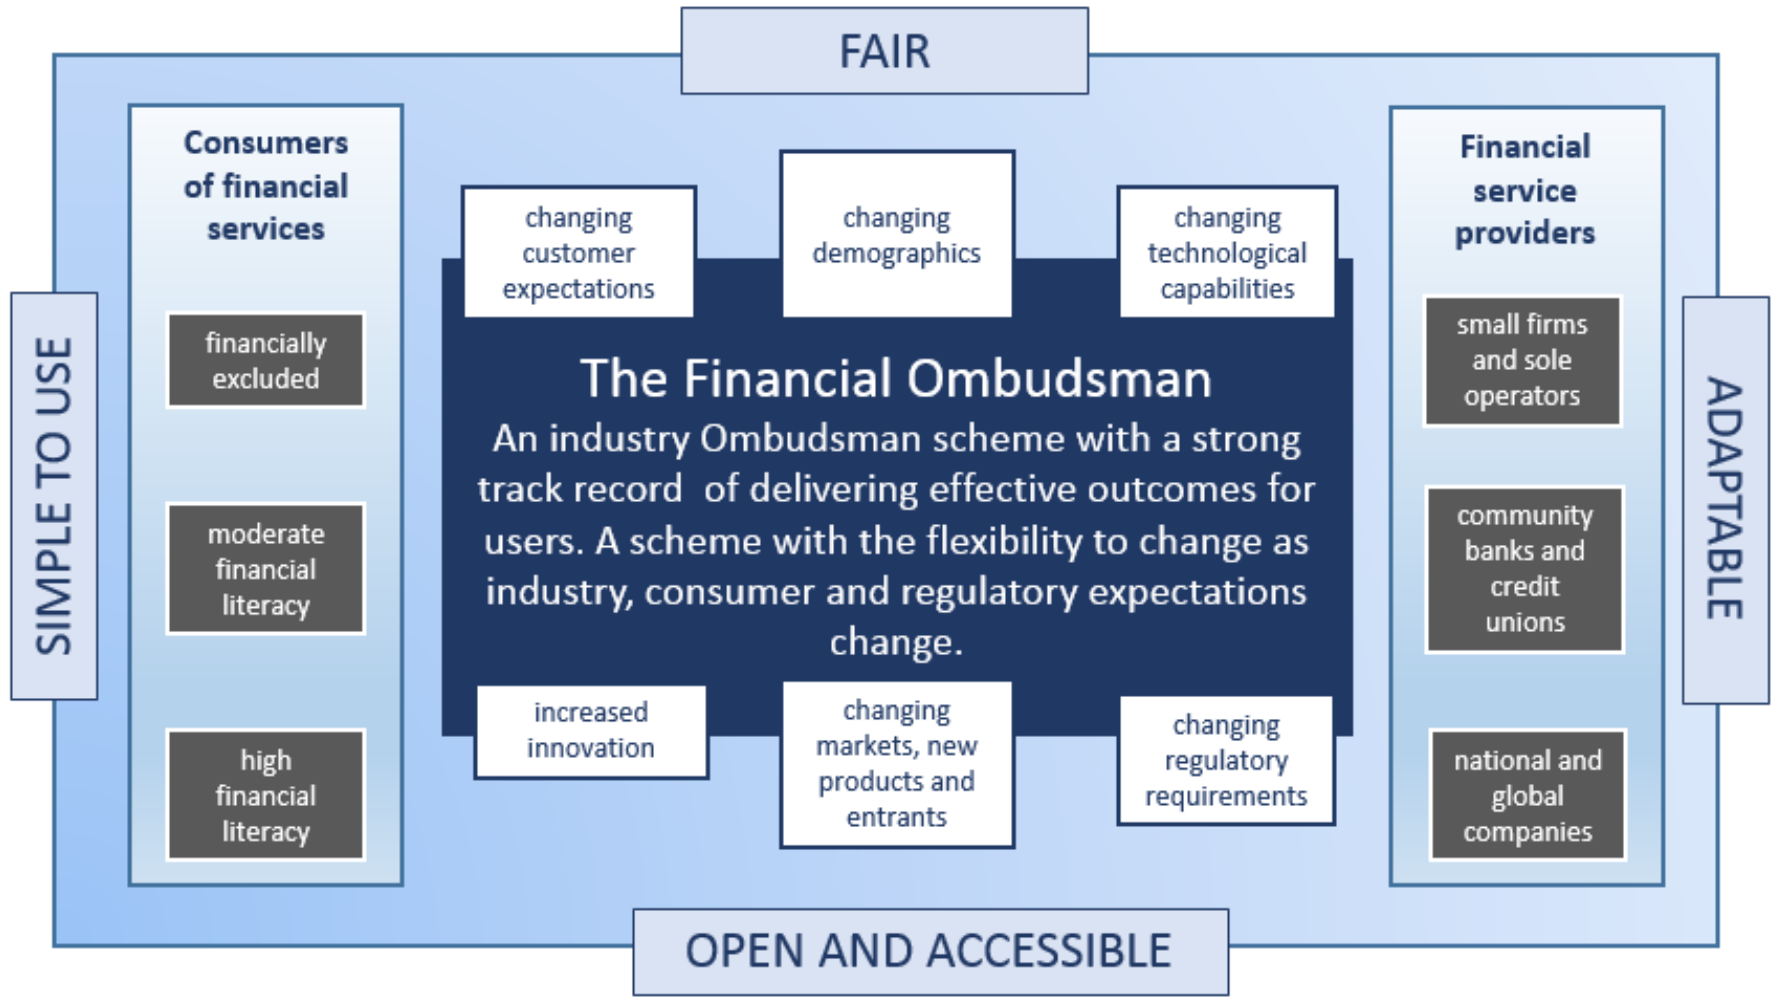 FAIR
Consumers
of financial
services
financially
excluded
moderate
financial
literacy
high
financial
literacy
SIMPLE TO USE
changing
customer
expectations
changing
demographics
changing
technological
capabilities
The Financial Ombudsman
An industry Ombudsman scheme with a strong
track record of delivering effective outcomes for
users. A scheme with the flexibility to change as
industry, consumer and regulatory expectations
change.
increased
innovation
changing
markets, new
products and
entrants
changing
regulatory
requirements
Financial
service
providers
small firms
and sole
operators
community
banks and
credit
unions
national and
global
companies
ADAPTABLE
OPEN AND ACCESSIBLE